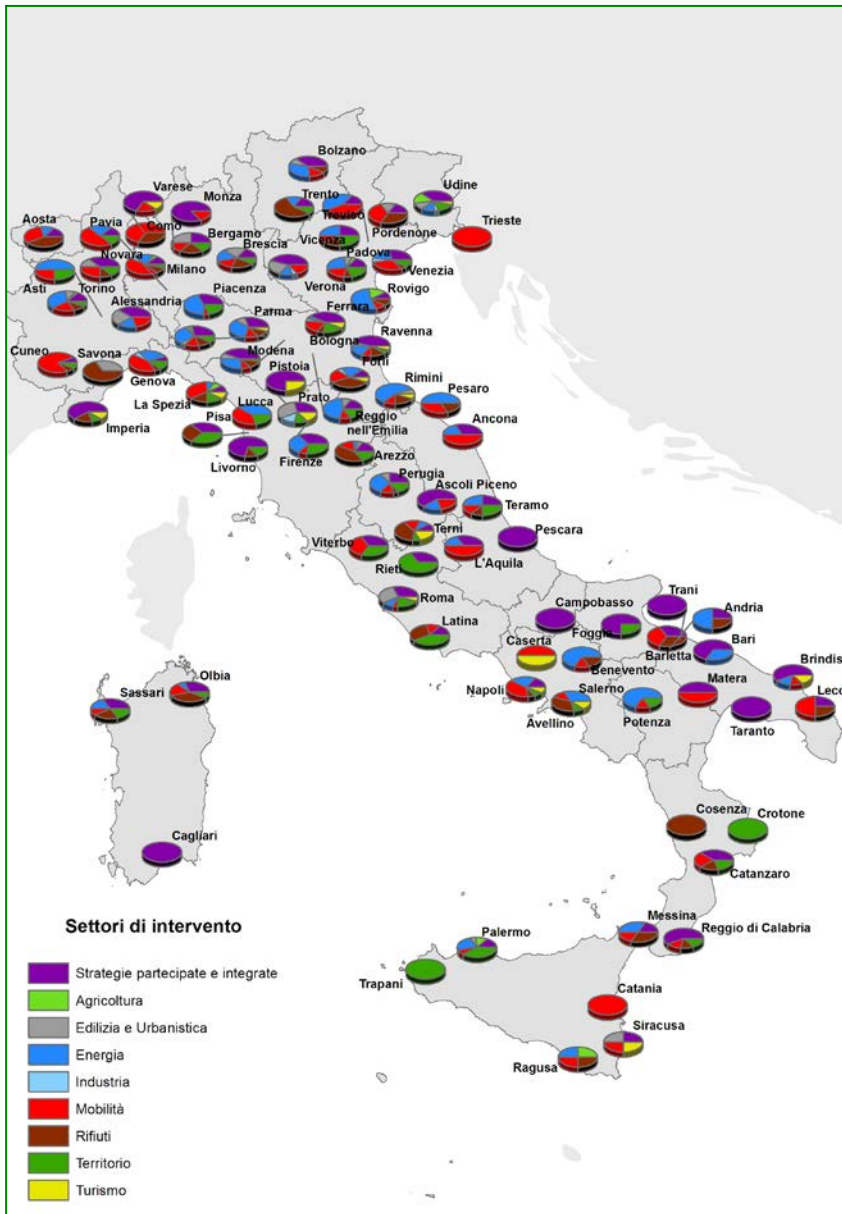 Bolzano
Varese
Monza
Trento
Udine
Treviso
Aosta
Pavia
Como
Bergamo
Pordenone
Trieste
Novara
Brescia
Vicenza
Milano
Padova
Venezia
Asti
Torino
Verona
Rovigo
Piacenza
Alessandria
Ferrara
Parma
Ravenna
Bologna
Cuneo
Savona
Modena
Forlì
Genova
Pistoia
Rimini
Pesaro
La Spezia
Lucca
Prato
Imperia
Pisa
Reggio
nell'Emilia
Ancona
Livorno
Firenze
Arezzo
Perugia
Ascoli Piceno
Teramo
Terni
Pescara
Viterbo
L'Aquila
Rieti
Roma
Campobasso
Trani
Andria
Latina
Foggia
Caserta
Barletta
Bari
Benevento
Brindisi
Matera
Napoli
Salerno
Lecce
Avellino
Potenza
Taranto
Olbia
Sassari
Cosenza
Crotone
Cagliari
Catanzaro
Settori di intervento
Messina
Reggio di Calabria
Palermo
Strategie partecipate e integrate
Trapani
Agricoltura
Catania
Edilizia e Urbanistica
Siracusa
Energia
Ragusa
Industria
Mobilità
Rifiuti
Territorio
Turismo